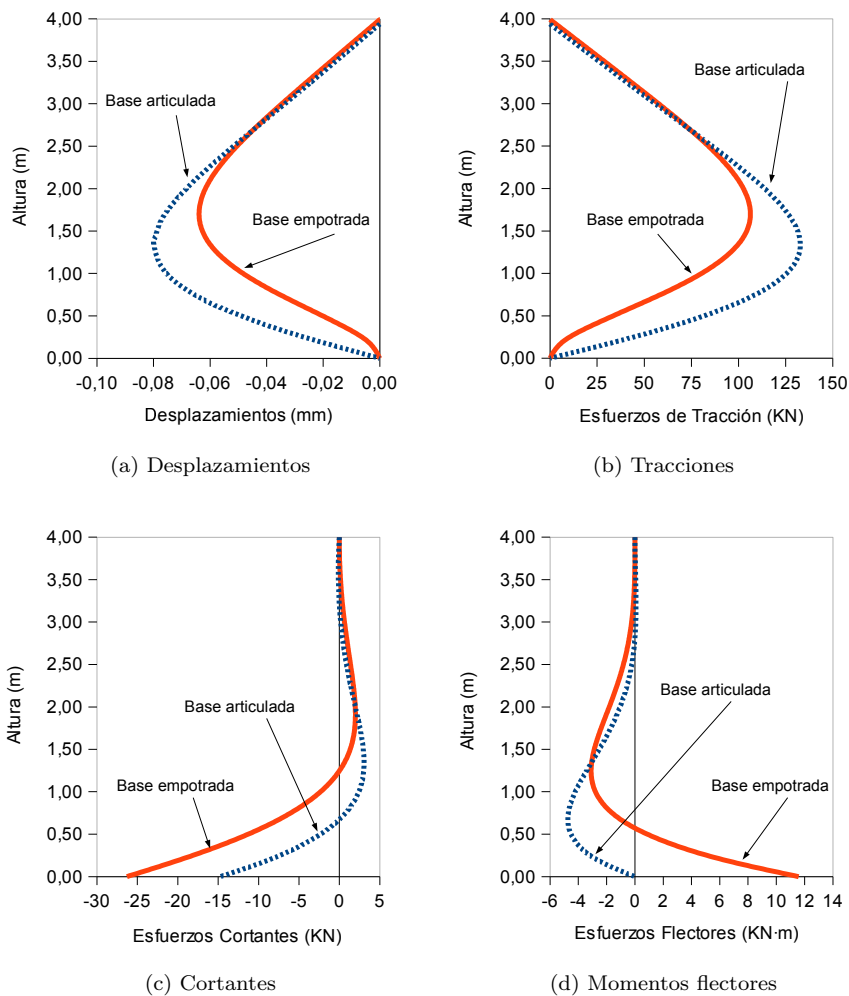 4,00
3,50
3,00
2,50
2,00
1,50
1,00
0,50
0,00
Altura (m)
Base articulada
Base empotrada
-0,10 -0,08 -0,06 -0,04 -0,02 0,00
Desplazamientos (mm)
(a) Desplazamientos
4,00
3,50
3,00
2,50
2,00
1,50
1,00
0,50
0,00
Altura (m)
Base articulada
Base empotrada
0 25 50 75 100 125 150
Esfuerzos de Tracción (KN)
(b) Tracciones
4,00
3,50
3,00
2,50
2,00
1,50
1,00
0,50
0,00
Altura (m)
Base articulada
Base empotrada
-30 -25 -20 -15 -10 -5 0 5
Esfuerzos Cortantes (KN)
(c) Cortantes
4,00
3,50
3,00
2,50
2,00
1,50
1,00
0,50
0,00
Altura (m)
Base articulada
Base empotrada
-6 -4 -2 0 2 4 6 8 10 12 14
Esfuerzos Flectores (KN·m)
(d) Momentos flectores